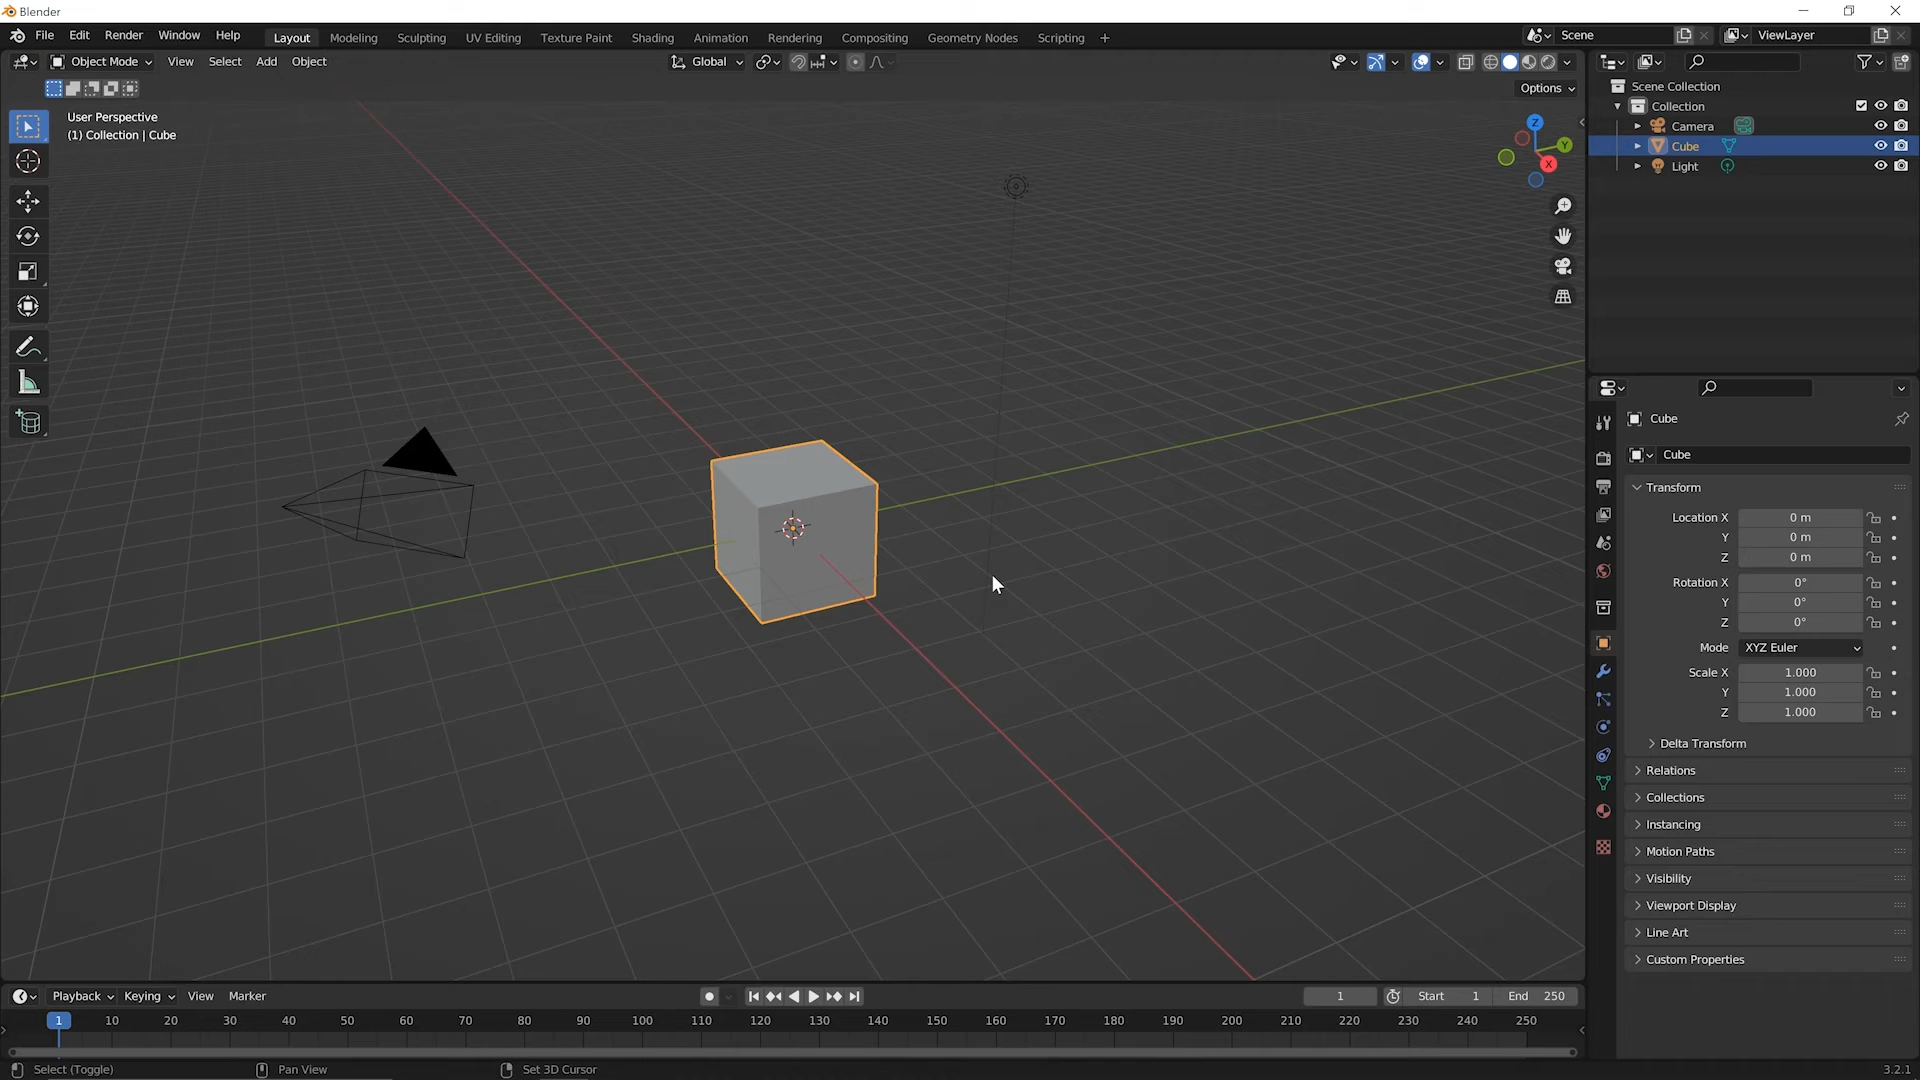 Blender
File Edit Render Window Help Layout Modeling Sculpting UV Editing Texture Paint Shading Animation Rendering Compositing Geometry Nodes Scripting + Scene ViewLayer
Object Mode View Select Add Object Global
Options
User Perspective
(1) Collection | Cube
Z
Y
X
Scene Collection
Collection
Camera
Cube
Light
Cube
Cube
Transform
Location X 0 m
Y 0 m
Z 0 m
Rotation X 0°
Y 0°
Z 0°
Mode XYZ Euler
Scale X 1.000
Y 1.000
Z 1.000
Delta Transform
Relations
Collections
Instancing
Motion Paths
Visibility
Viewport Display
Line Art
Custom Properties
Playback Keying View Marker 1 Start 1 End 250
1 10 20 30 40 50 60 70 80 90 100 110 120 130 140 150 160 170 180 190 200 210 220 230 240 250
Select (Toggle) Pan View Set 3D Cursor 3.2.1